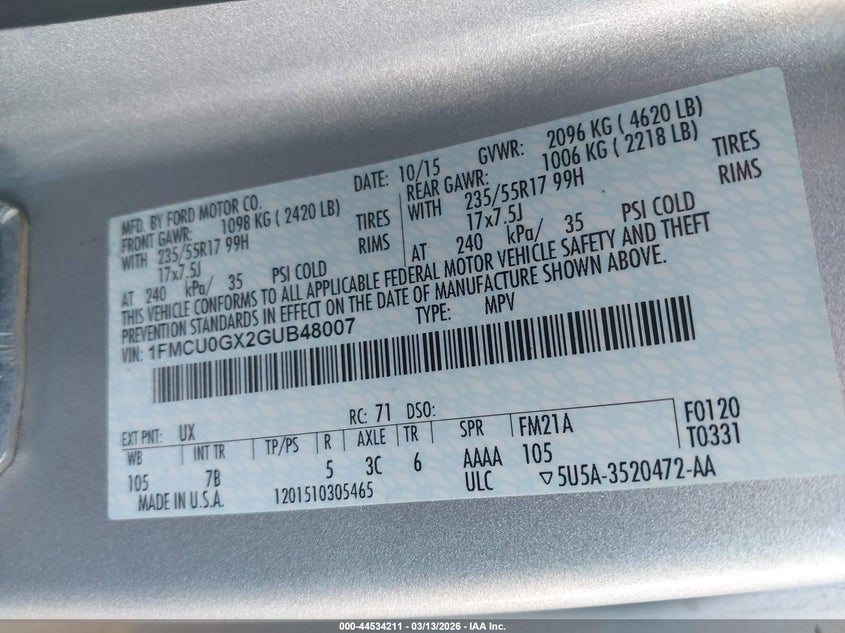 MFD. BY FORD MOTOR CO. DATE: 10/15 GVWR: 2096 KG ( 4620 LB)
FRONT GAWR: 1098 KG ( 2420 LB) REAR GAWR: 1006 KG ( 2218 LB)
WITH 235/55R17 99H TIRES WITH 235/55R17 99H TIRES
17x7.5J RIMS 17x7.5J RIMS
AT 240 kPa/ 35 PSI COLD AT 240 kPa/ 35 PSI COLD
THIS VEHICLE CONFORMS TO ALL APPLICABLE FEDERAL MOTOR VEHICLE SAFETY AND THEFT
PREVENTION STANDARDS IN EFFECT ON THE DATE OF MANUFACTURE SHOWN ABOVE.
VIN: 1FMCU0GX2GUB48007 TYPE: MPV
EXT PNT: UX RC: 71 DSO: F0120
WB INT TR TP/PS R AXLE TR SPR FM21A T0331
105 7B 5 3C 6 AAAA 105
MADE IN U.S.A. 1201510305465 ULC ▽5U5A-3520472-AA
000-44534211 - 03/13/2026 - IAA Inc.